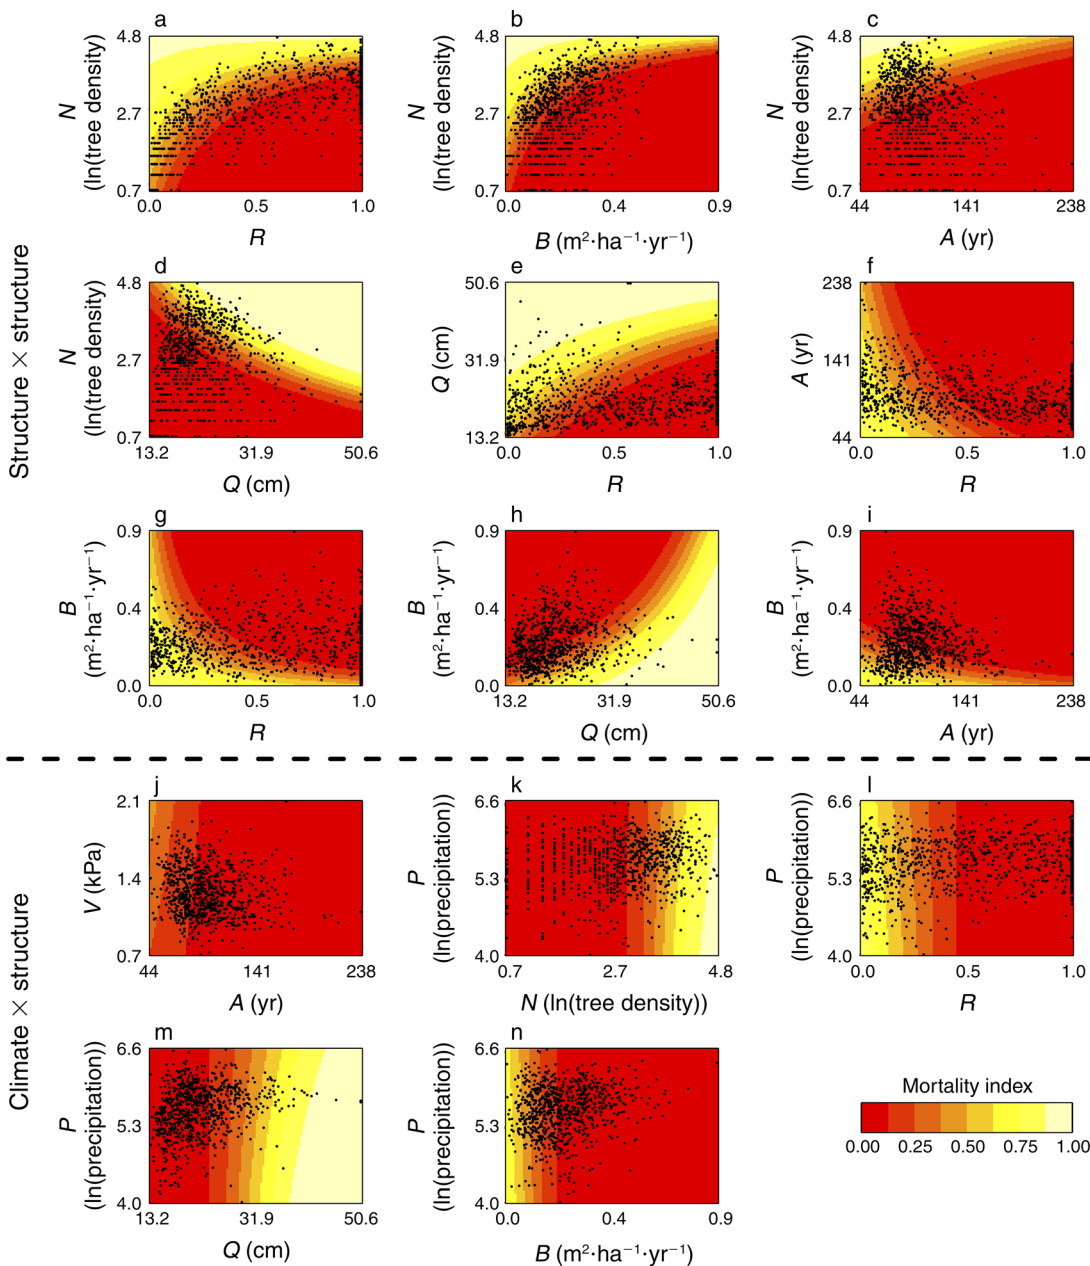 Structure × structure
a
4.8
2.7
0.7
N
(ln(tree density))
0.0 0.5 1.0
R
b
4.8
2.7
0.7
N
(ln(tree density))
0.0 0.4 0.9
B (m²·ha⁻¹·yr⁻¹)
c
4.8
2.7
0.7
N
(ln(tree density))
44 141 238
A (yr)
d
4.8
2.7
0.7
N
(ln(tree density))
13.2 31.9 50.6
Q (cm)
e
50.6
31.9
13.2
Q (cm)
0.0 0.5 1.0
R
f
238
141
44
A (yr)
0.0 0.5 1.0
R
g
0.9
0.4
0.0
B
(m²·ha⁻¹·yr⁻¹)
0.0 0.5 1.0
R
h
0.9
0.4
0.0
B
(m²·ha⁻¹·yr⁻¹)
13.2 31.9 50.6
Q (cm)
i
0.9
0.4
0.0
B
(m²·ha⁻¹·yr⁻¹)
44 141 238
A (yr)
Climate × structure
j
2.1
1.4
0.7
V (kPa)
44 141 238
A (yr)
k
6.6
5.3
4.0
P
(ln(precipitation))
0.7 2.7 4.8
N (ln(tree density))
l
6.6
5.3
4.0
P
(ln(precipitation))
0.0 0.5 1.0
R
m
6.6
5.3
4.0
P
(ln(precipitation))
13.2 31.9 50.6
Q (cm)
n
6.6
5.3
4.0
P
(ln(precipitation))
0.0 0.4 0.9
B (m²·ha⁻¹·yr⁻¹)
Mortality index
0.00 0.25 0.50 0.75 1.00